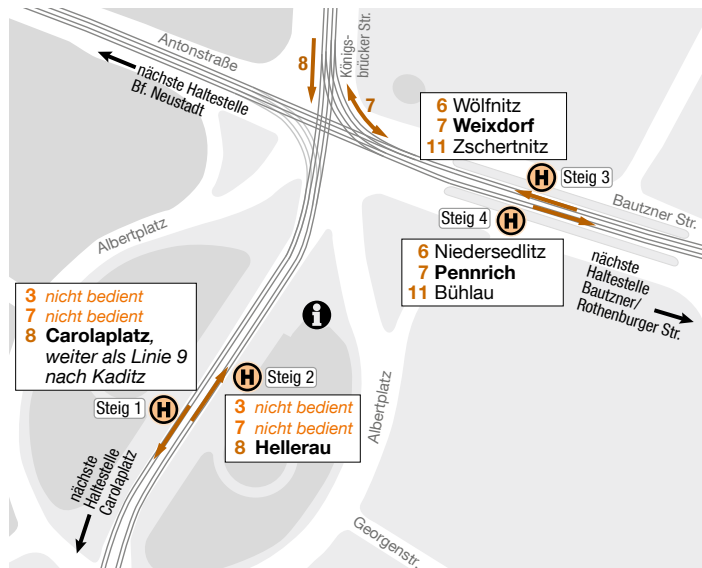 Antonstraße
nächste Haltestelle
Bf. Neustadt
8
Königs-
brücker Str.
7
6 Wölfnitz
7 Weixdorf
11 Zschertnitz
H Steig 3
Bautzner Str.
Steig 4 H
6 Niedersedlitz
7 Pennrich
11 Bühlau
nächste
Haltestelle
Bautzner/
Rothenburger Str.
Albertplatz
3 nicht bedient
7 nicht bedient
8 Carolaplatz,
weiter als Linie 9
nach Kaditz
i
H Steig 2
Steig 1 H
3 nicht bedient
7 nicht bedient
8 Hellerau
Albertplatz
nächste
Haltestelle
Carolaplatz
Georgenstr.